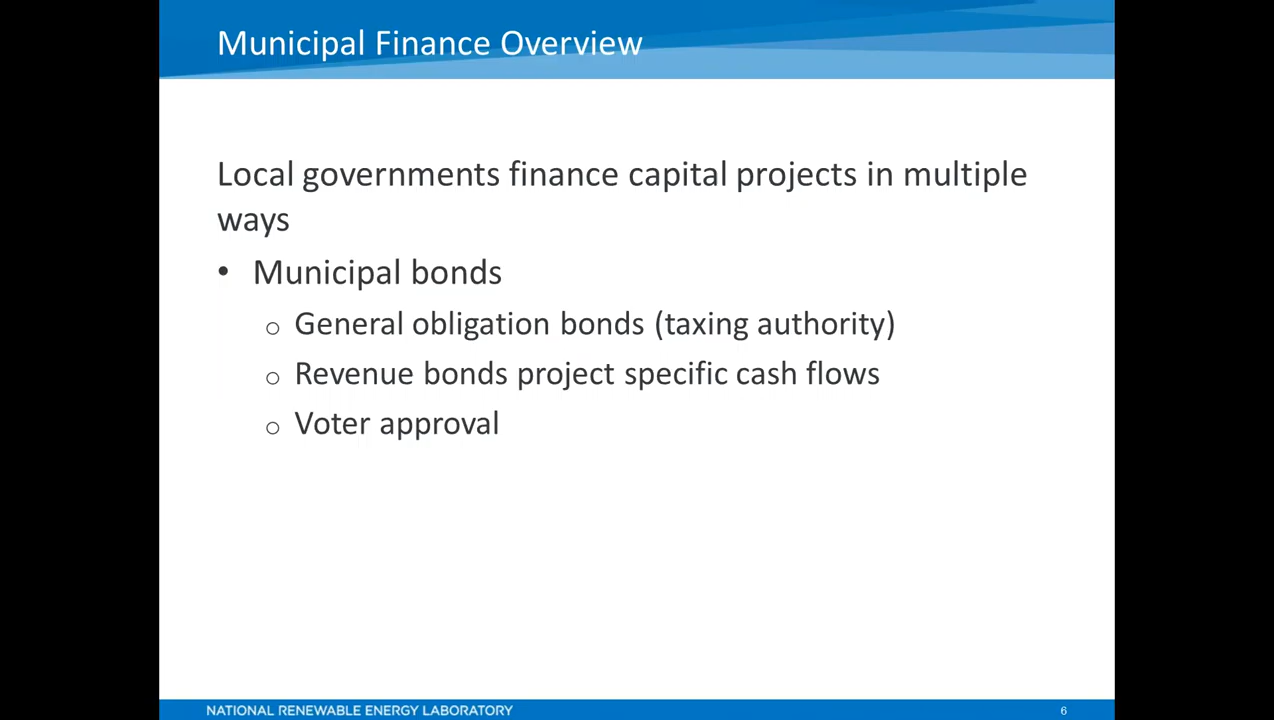 Municipal Finance Overview
Local governments finance capital projects in multiple
ways
• Municipal bonds
o General obligation bonds (taxing authority)
o Revenue bonds project specific cash flows
o Voter approval
NATIONAL RENEWABLE ENERGY LABORATORY
6